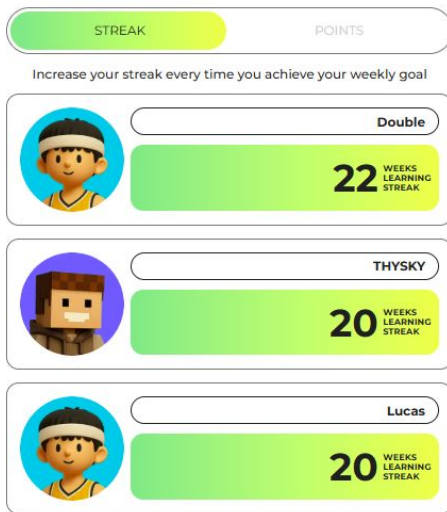 STREAK
POINTS
Increase your streak every time you achieve your weekly goal
Double
22
WEEKS
LEARNING
STREAK
THYSKY
20
WEEKS
LEARNING
STREAK
Lucas
20
WEEKS
LEARNING
STREAK